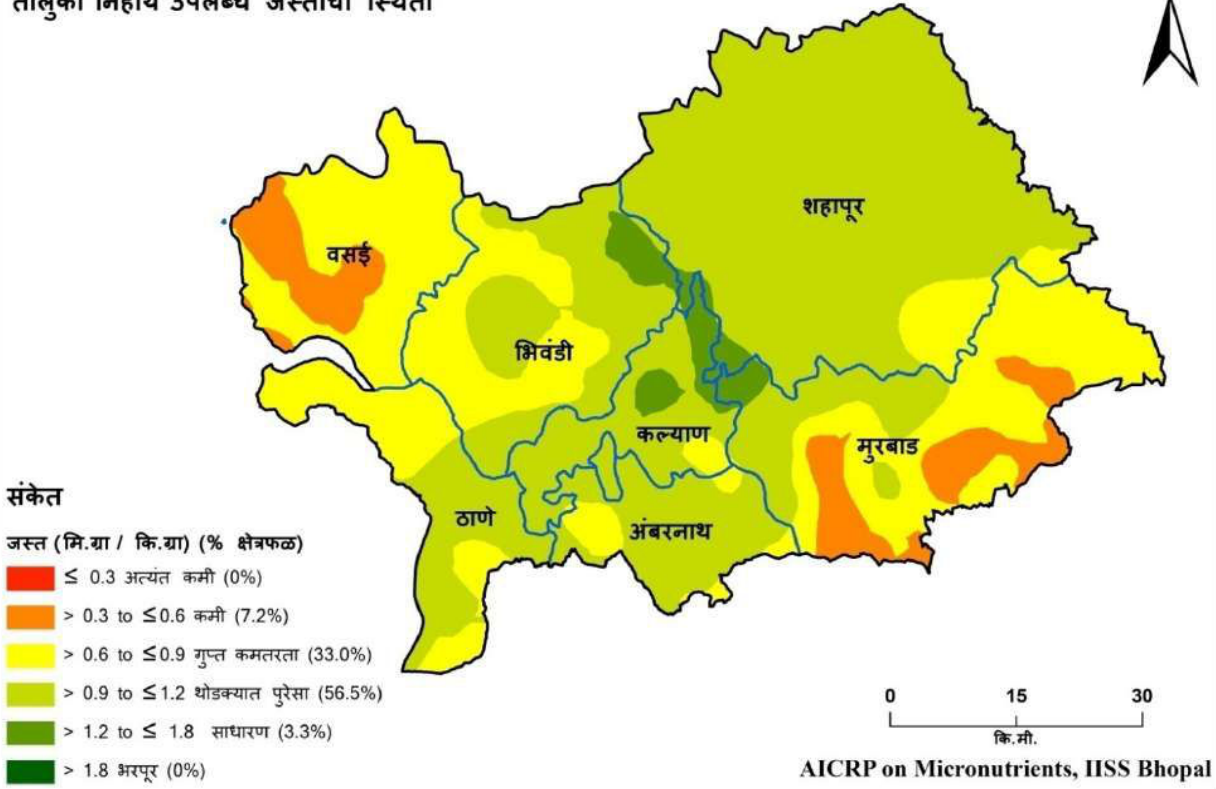 तालुका निहाय उपलब्ध जस्ताची स्थिती
शहापूर
वसई
भिवंडी
कल्याण
मुरबाड
ठाणे
अंबरनाथ
संकेत
जस्त (मि.ग्रा / कि.ग्रा) (% क्षेत्रफळ)
≤ 0.3 अत्यंत कमी (0%)
> 0.3 to ≤0.6 कमी (7.2%)
> 0.6 to ≤0.9 गुप्त कमतरता (33.0%)
> 0.9 to ≤1.2 थोडक्यात पुरेसा (56.5%)
> 1.2 to ≤ 1.8 साधारण (3.3%)
> 1.8 भरपूर (0%)
0 15 30
कि.मी.
AICRP on Micronutrients, IISS Bhopal